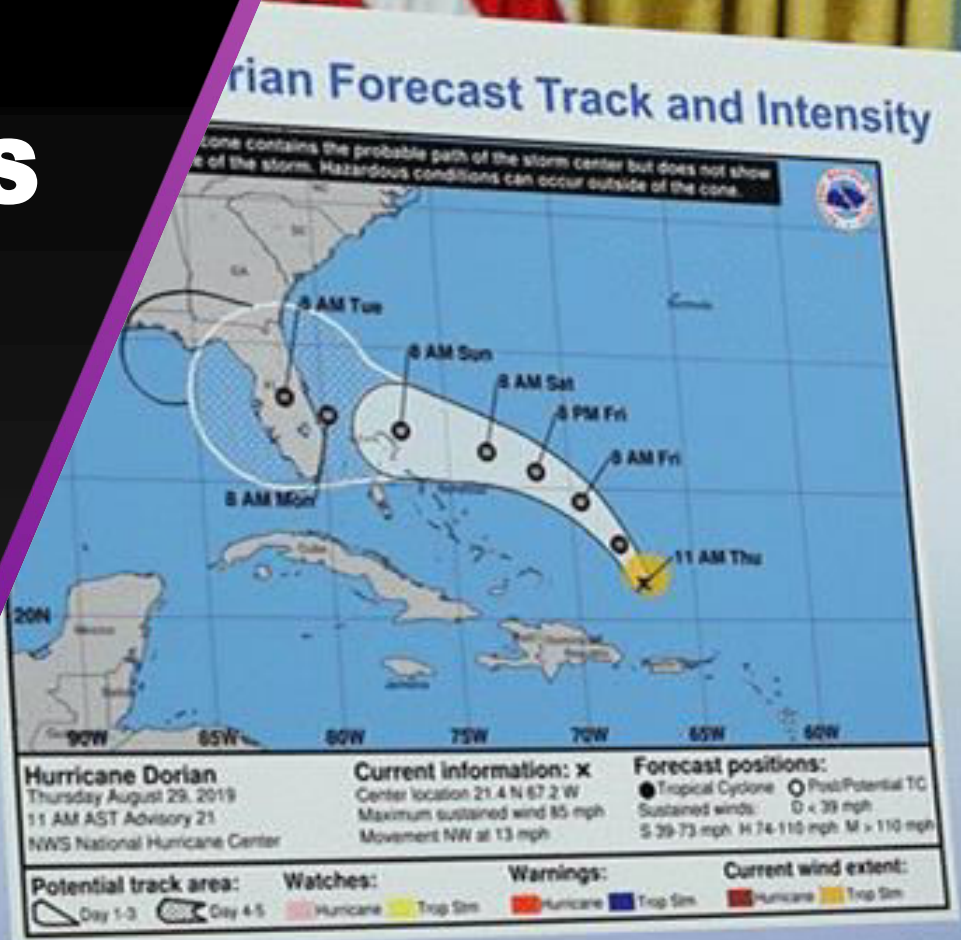 s
rian Forecast Track and Intensity
cone contains the probable path of the storm center but does not show
e of the storm. Hazardous conditions can occur outside of the cone.
SC
GA
8 AM Tue
8 AM Sun
8 AM Sat
8 PM Fri
8 AM Fri
8 AM Mon
11 AM Thu
Cuba
20N
Mexico
Jamaica
90W 85W 80W 75W 70W 65W 60W
Hurricane Dorian
Thursday August 29, 2019
11 AM AST Advisory 21
NWS National Hurricane Center
Current information: x
Center location 21.4 N 67.2 W
Maximum sustained wind 85 mph
Movement NW at 13 mph
Forecast positions:
Tropical Cyclone Post/Potential TC
Sustained winds: D < 39 mph
S 39-73 mph H 74-110 mph M > 110 mph
Potential track area:
Day 1-3 Day 4-5
Watches:
Hurricane Trop Stm
Warnings:
Hurricane Trop Stm
Current wind extent:
Hurricane Trop Stm